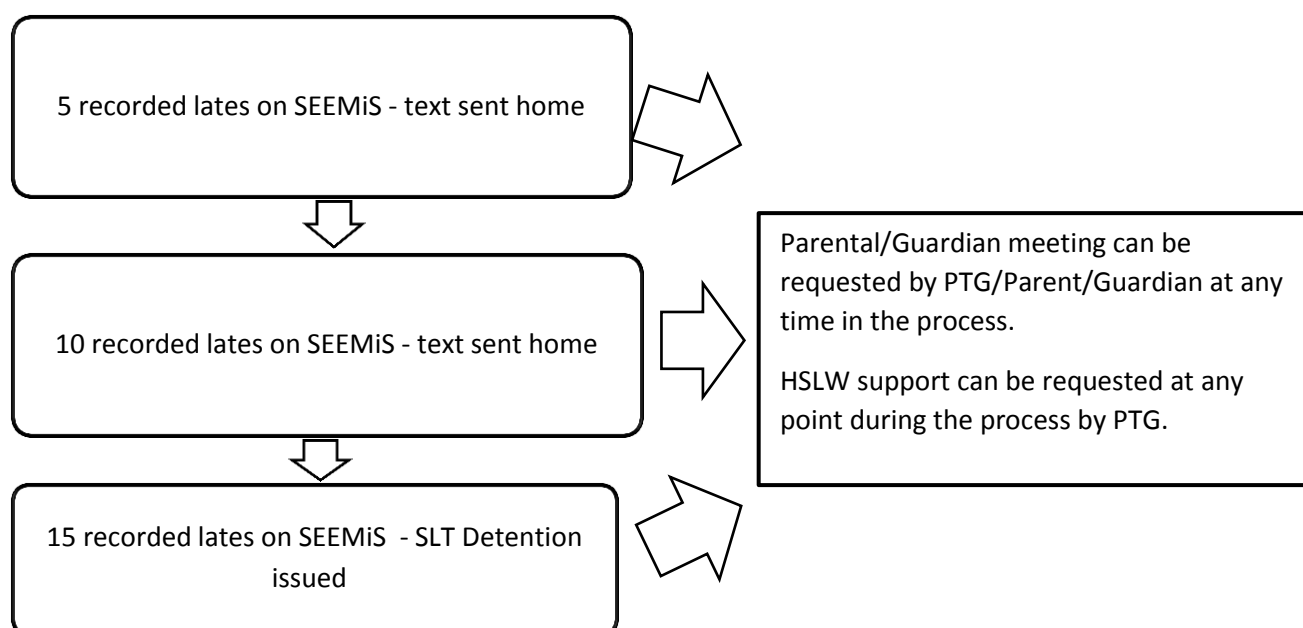 5 recorded lates on SEEMiS - text sent home
10 recorded lates on SEEMiS - text sent home
15 recorded lates on SEEMiS  - SLT Detention
issued
Parental/Guardian meeting can be
requested by PTG/Parent/Guardian at any
time in the process.
HSLW support can be requested at any
point during the process by PTG.